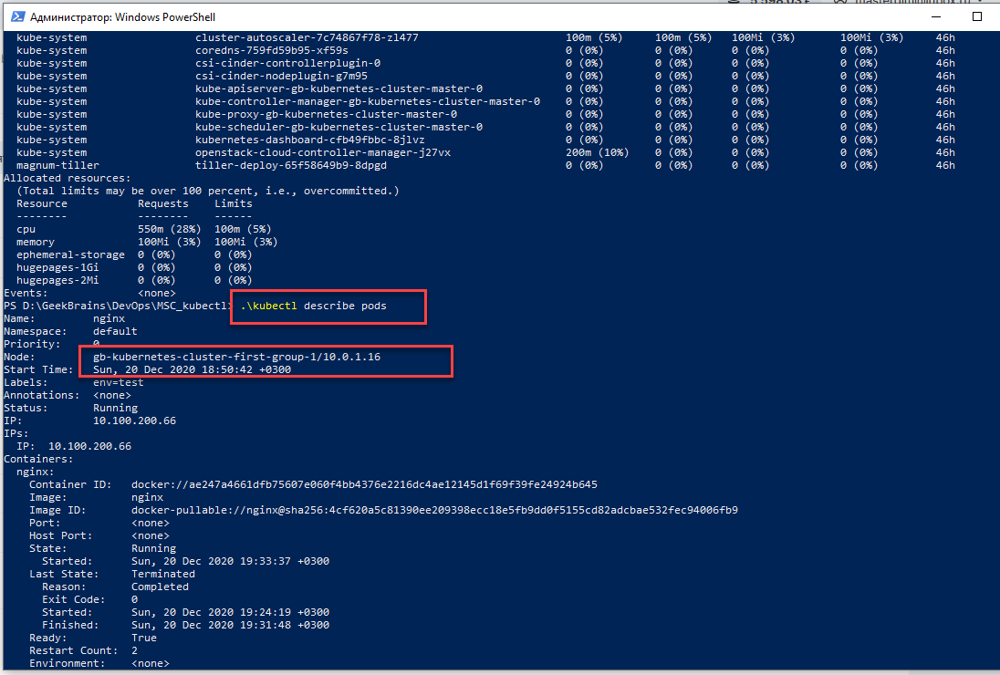 Администратор: Windows PowerShell
kube-system cluster-autoscaler-7c74867f78-zl477 100m (5%) 100m (5%) 100Mi (3%) 100Mi (3%) 46h
kube-system coredns-759fd59b95-xf59s 0 (0%) 0 (0%) 0 (0%) 0 (0%) 46h
kube-system csi-cinder-controllerplugin-0 0 (0%) 0 (0%) 0 (0%) 0 (0%) 46h
kube-system csi-cinder-nodeplugin-g7m95 0 (0%) 0 (0%) 0 (0%) 0 (0%) 46h
kube-system kube-apiserver-gb-kubernetes-cluster-master-0 0 (0%) 0 (0%) 0 (0%) 0 (0%) 46h
kube-system kube-controller-manager-gb-kubernetes-cluster-master-0 0 (0%) 0 (0%) 0 (0%) 0 (0%) 46h
kube-system kube-proxy-gb-kubernetes-cluster-master-0 0 (0%) 0 (0%) 0 (0%) 0 (0%) 46h
kube-system kube-scheduler-gb-kubernetes-cluster-master-0 0 (0%) 0 (0%) 0 (0%) 0 (0%) 46h
kube-system kubernetes-dashboard-cfb49fbbc-8jlvz 0 (0%) 0 (0%) 0 (0%) 0 (0%) 46h
kube-system openstack-cloud-controller-manager-j27vx 200m (10%) 0 (0%) 0 (0%) 0 (0%) 46h
magnum-tiller tiller-deploy-65f58649b9-8dpgd 0 (0%) 0 (0%) 0 (0%) 0 (0%) 46h
Allocated resources:
(Total limits may be over 100 percent, i.e., overcommitted.)
Resource Requests Limits
-------- -------- ------
cpu 550m (28%) 100m (5%)
memory 100Mi (3%) 100Mi (3%)
ephemeral-storage 0 (0%) 0 (0%)
hugepages-1Gi 0 (0%) 0 (0%)
hugepages-2Mi 0 (0%) 0 (0%)
Events: <none>
PS D:\GeekBrains\DevOps\MSC_kubectl> .\kubectl describe pods
Name: nginx
Namespace: default
Priority: 0
Node: gb-kubernetes-cluster-first-group-1/10.0.1.16
Start Time: Sun, 20 Dec 2020 18:50:42 +0300
Labels: env=test
Annotations: <none>
Status: Running
IP: 10.100.200.66
IPs:
IP: 10.100.200.66
Containers:
nginx:
Container ID: docker://ae247a4661dfb75607e060f4bb4376e2216dc4ae12145d1f69f39fe24924b645
Image: nginx
Image ID: docker-pullable://nginx@sha256:4cf620a5c81390ee209398ecc18e5fb9dd0f5155cd82adcbae532fec94006fb9
Port: <none>
Host Port: <none>
State: Running
Started: Sun, 20 Dec 2020 19:33:37 +0300
Last State: Terminated
Reason: Completed
Exit Code: 0
Started: Sun, 20 Dec 2020 19:24:19 +0300
Finished: Sun, 20 Dec 2020 19:31:48 +0300
Ready: True
Restart Count: 2
Environment: <none>